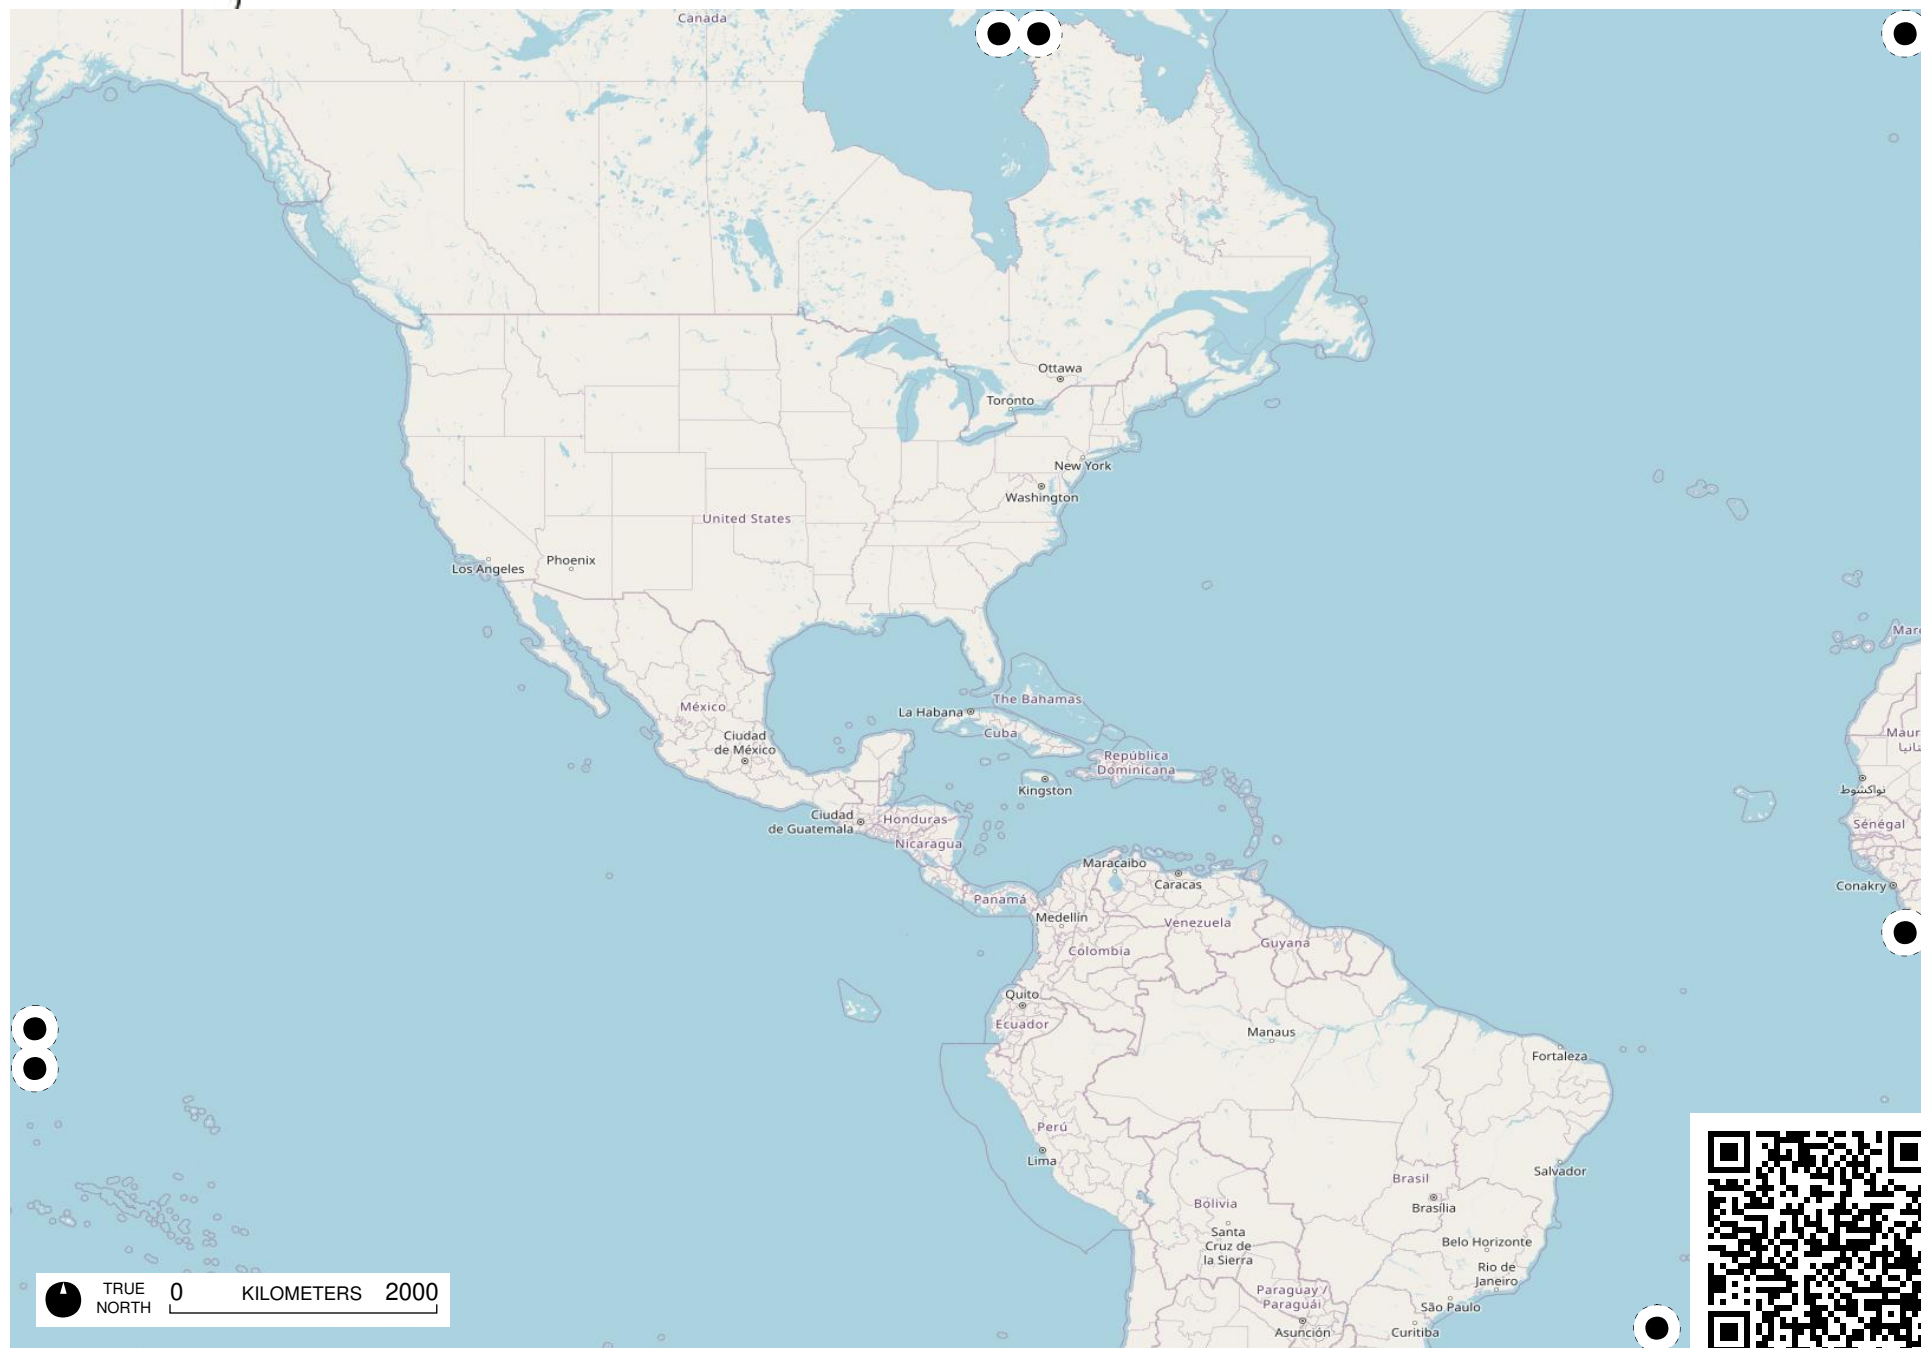 Canada
Ottawa
Toronto
New York
Washington
United States
Los Angeles
Phoenix
México
Ciudad
de México
La Habana
The Bahamas
Cuba
República
Dominicana
Kingston
Ciudad
de Guatemala
Honduras
Nicaragua
نواكشوط
Sénégal
Conakry
Maracaibo
Caracas
Panamá
Medellín
Venezuela
Guyana
Colombia
Quito
Ecuador
Manaus
Fortaleza
Perú
Lima
Salvador
Brasil
Brasília
Bolivia
Santa
Cruz de
la Sierra
Belo Horizonte
Rio de
Janeiro
Paraguay /
Paraguái
São Paulo
Asunción
Curitiba
TRUE
NORTH
0 KILOMETERS 2000